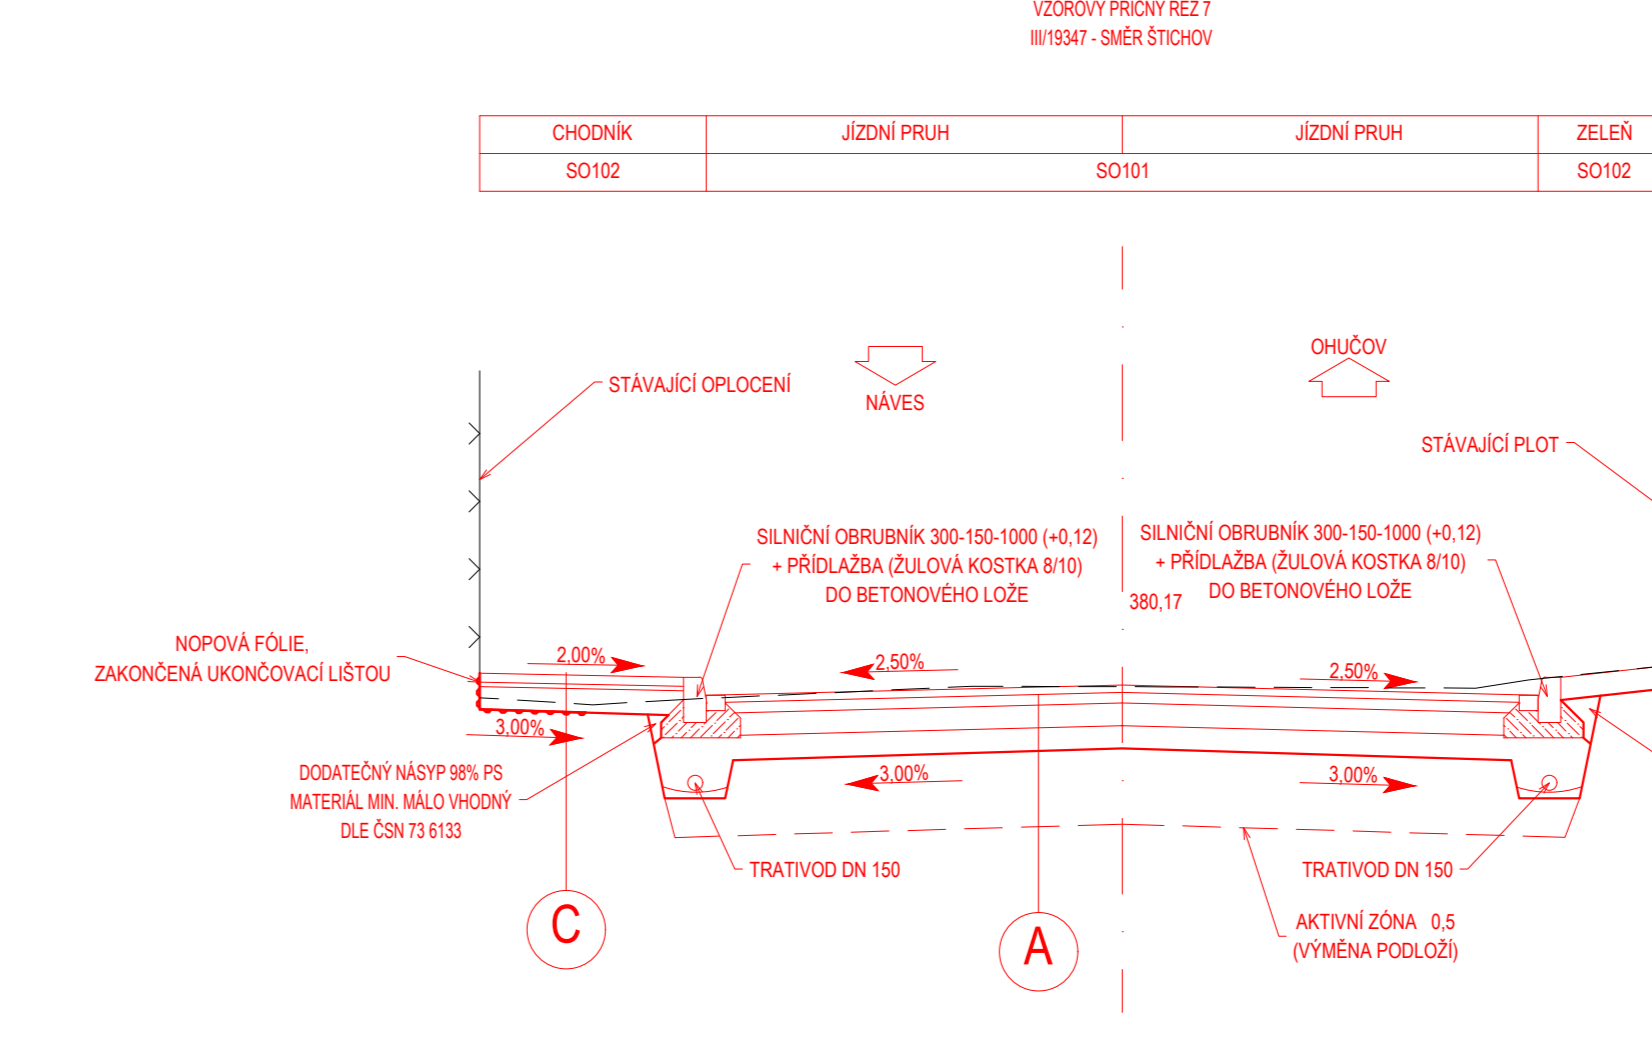 VZOROVÝ PŘÍČNÝ ŘEZ 7
III/19347 - SMĚR ŠTICHOV
CHODNÍK JÍZDNÍ PRUH JÍZDNÍ PRUH ZELEŇ
SO102 SO101 SO102
OHUČOV
STÁVAJÍCÍ OPLOCENÍ
NÁVES
STÁVAJÍCÍ PLOT
SILNIČNÍ OBRUBNÍK 300-150-1000 (+0,12)
+ PŘÍDLAŽBA (ŽULOVÁ KOSTKA 8/10)
DO BETONOVÉHO LOŽE
SILNIČNÍ OBRUBNÍK 300-150-1000 (+0,12)
+ PŘÍDLAŽBA (ŽULOVÁ KOSTKA 8/10)
DO BETONOVÉHO LOŽE
380,17
NOPOVÁ FÓLIE,
ZAKONČENÁ UKONČOVACÍ LIŠTOU
2,00%
2,50%
2,50%
3,00%
DODATEČNÝ NÁSYP 98% PS
MATERIÁL MIN. MÁLO VHODNÝ
DLE ČSN 73 6133
3,00%
3,00%
TRATIVOD DN 150
TRATIVOD DN 150
C
A
AKTIVNÍ ZÓNA 0,5
(VÝMĚNA PODLOŽÍ)